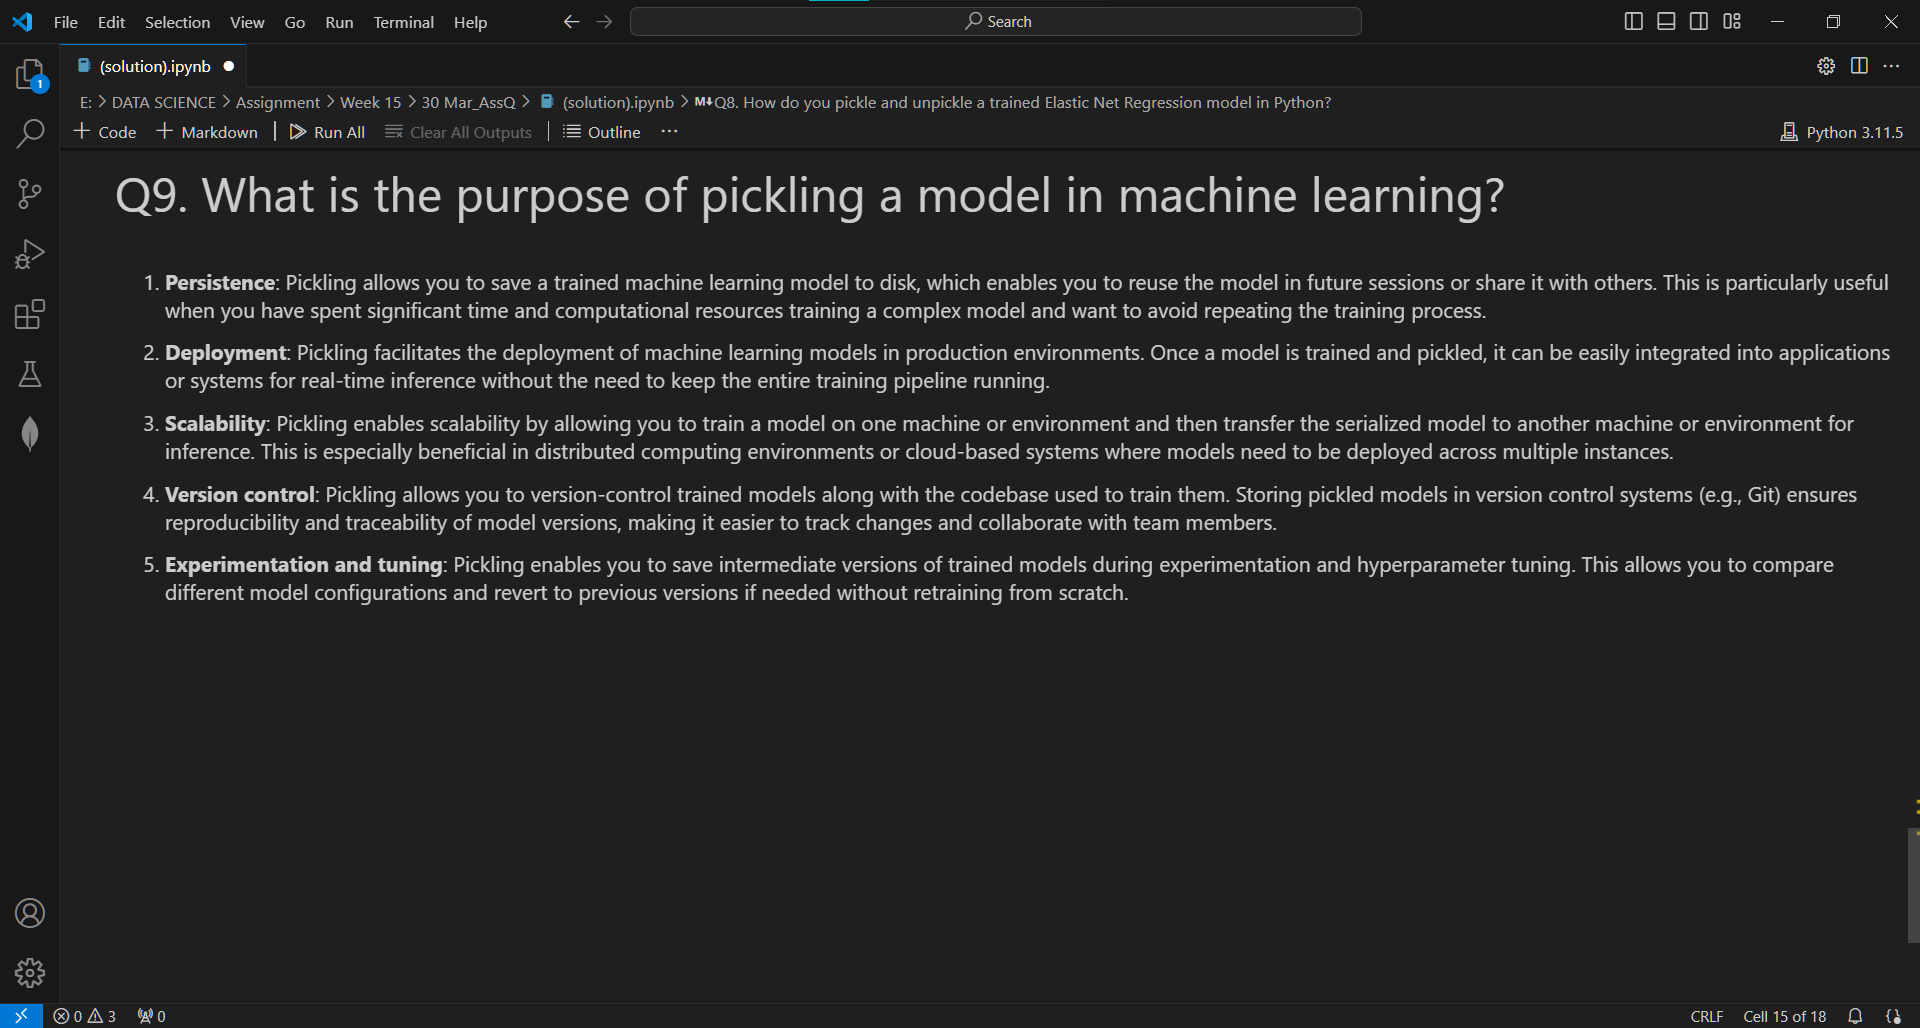 File Edit Selection View Go Run Terminal Help
Search
(solution).ipynb
1
E: > DATA SCIENCE > Assignment > Week 15 > 30 Mar_AssQ > (solution).ipynb > M↓Q8. How do you pickle and unpickle a trained Elastic Net Regression model in Python?
+ Code + Markdown | Run All Clear All Outputs | Outline ...
Python 3.11.5
Q9. What is the purpose of pickling a model in machine learning?
1. Persistence: Pickling allows you to save a trained machine learning model to disk, which enables you to reuse the model in future sessions or share it with others. This is particularly useful
when you have spent significant time and computational resources training a complex model and want to avoid repeating the training process.
2. Deployment: Pickling facilitates the deployment of machine learning models in production environments. Once a model is trained and pickled, it can be easily integrated into applications
or systems for real-time inference without the need to keep the entire training pipeline running.
3. Scalability: Pickling enables scalability by allowing you to train a model on one machine or environment and then transfer the serialized model to another machine or environment for
inference. This is especially beneficial in distributed computing environments or cloud-based systems where models need to be deployed across multiple instances.
4. Version control: Pickling allows you to version-control trained models along with the codebase used to train them. Storing pickled models in version control systems (e.g., Git) ensures
reproducibility and traceability of model versions, making it easier to track changes and collaborate with team members.
5. Experimentation and tuning: Pickling enables you to save intermediate versions of trained models during experimentation and hyperparameter tuning. This allows you to compare
different model configurations and revert to previous versions if needed without retraining from scratch.
0 3 0
CRLF Cell 15 of 18